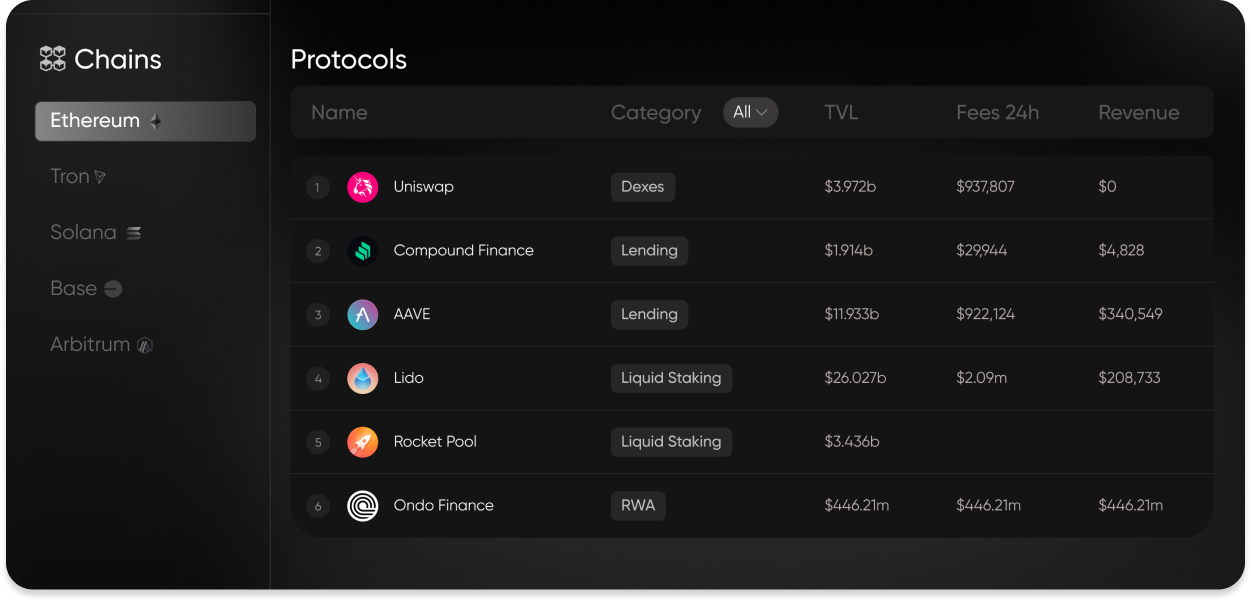 Chains
Ethereum
Tron
Solana
Base
Arbitrum
Protocols
Name Category All TVL Fees 24h Revenue
1 Uniswap Dexes $3.972b $937,807 $0
2 Compound Finance Lending $1.914b $29,944 $4,828
3 AAVE Lending $11.933b $922,124 $340,549
4 Lido Liquid Staking $26.027b $2.09m $208,733
5 Rocket Pool Liquid Staking $3.436b
6 Ondo Finance RWA $446.21m $446.21m $446.21m